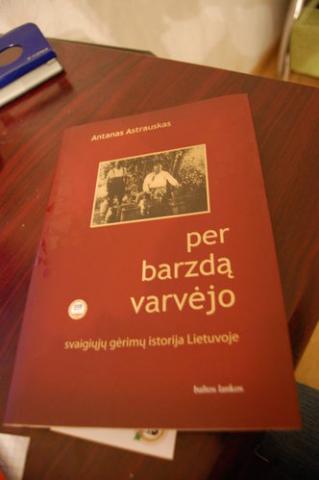 Antanas Astrauskas
per
barzdą
varvėjo
svaigiųjų gėrimų istorija Lietuvoje
baltos lankos